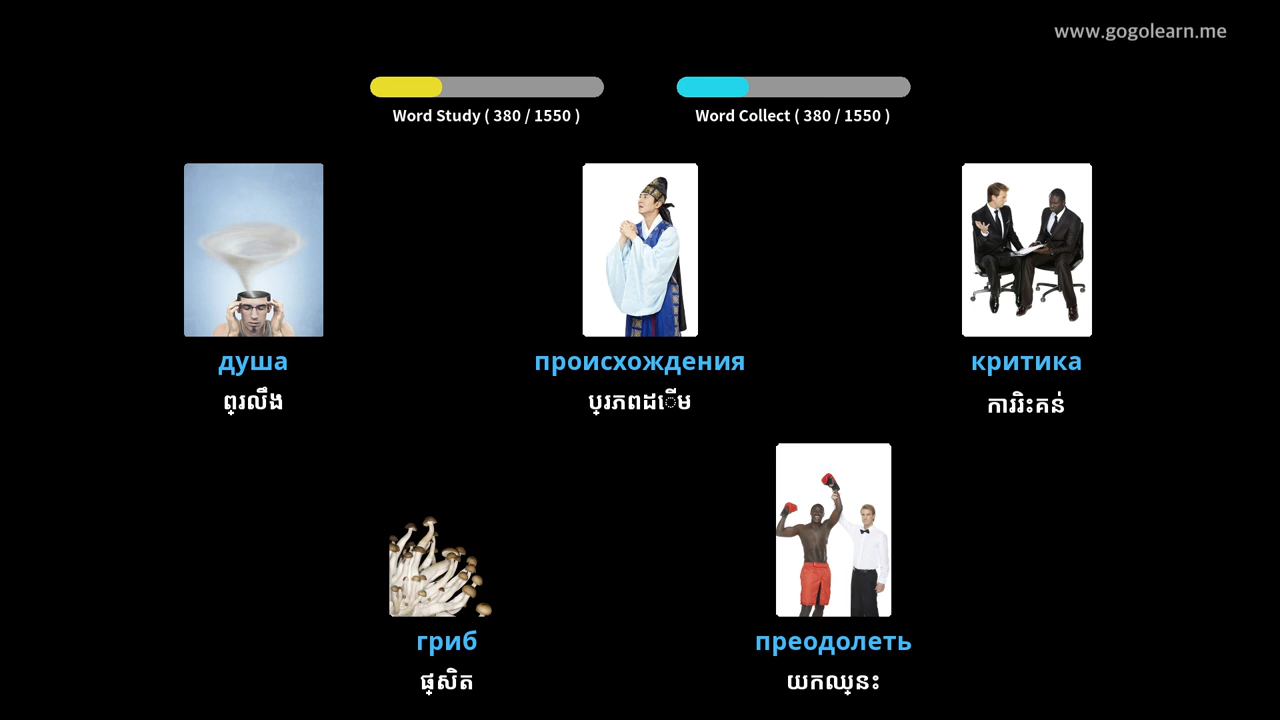 www.gogolearn.me
Word Study ( 380 / 1550 )
Word Collect ( 380 / 1550 )
душа
ព្រលឹង
происхождения
ប្រភពដើម
критика
ការរិះគន់
гриб
ផ្សិត
преодолеть
យកឈ្នះ